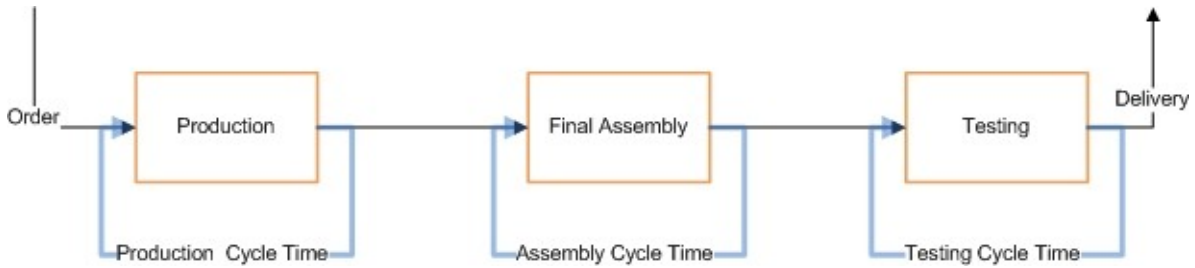 Order
Production
Final Assembly
Testing
Delivery
Production Cycle Time
Assembly Cycle Time
Testing Cycle Time